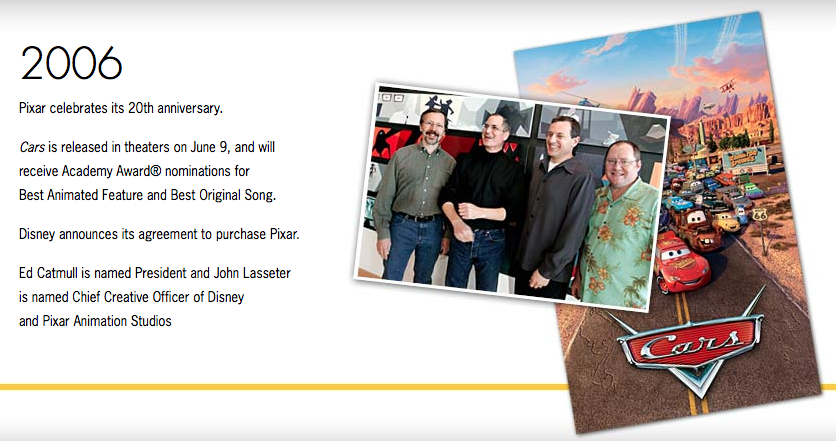 2006
Pixar celebrates its 20th anniversary.
Cars is released in theaters on June 9, and will
receive Academy Award® nominations for
Best Animated Feature and Best Original Song.
Disney announces its agreement to purchase Pixar.
Ed Catmull is named President and John Lasseter
is named Chief Creative Officer of Disney
and Pixar Animation Studios
66
Cars